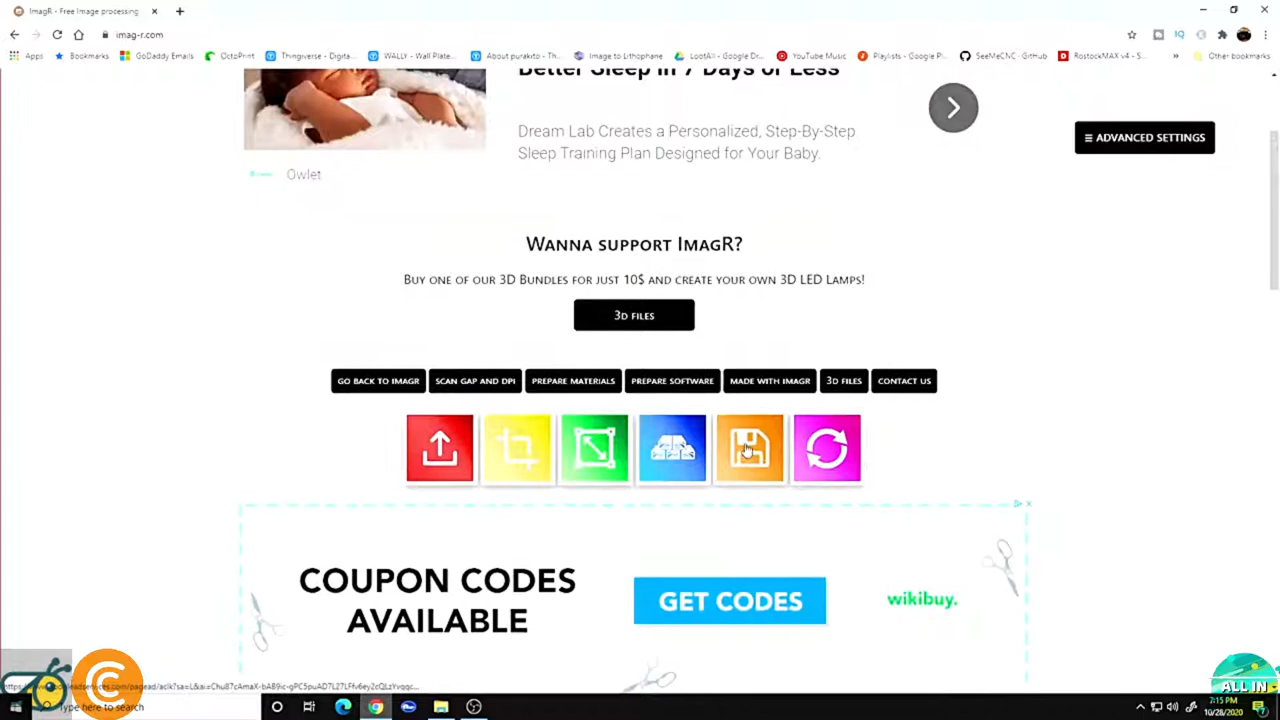 ImagR - Free Image processing
imag-r.com
Apps
Bookmarks
GoDaddy Emails
OctoPrint
Thingiverse - Digita...
WALLY - Wall Plate...
About purakito - Th...
Image to Lithophane
LootAll - Google Dr...
YouTube Music
Playlists - Google Pl...
SeeMeCNC · GitHub
RostockMAX v4 - S...
Other bookmarks
Better Sleep in 7 Days or Less
Dream Lab Creates a Personalized, Step-By-Step
Sleep Training Plan Designed for Your Baby.
Owlet
≡ ADVANCED SETTINGS
WANNA SUPPORT IMAGR?
BUY ONE OF OUR 3D BUNDLES FOR JUST 10$ AND CREATE YOUR OWN 3D LED LAMPS!
3D FILES
GO BACK TO IMAGR
SCAN GAP AND DPI
PREPARE MATERIALS
PREPARE SOFTWARE
MADE WITH IMAGR
3D FILES
CONTACT US
COUPON CODES
AVAILABLE
GET CODES
wikibuy.
ALL IN
Type here to search
7:15 PM
10/28/2020